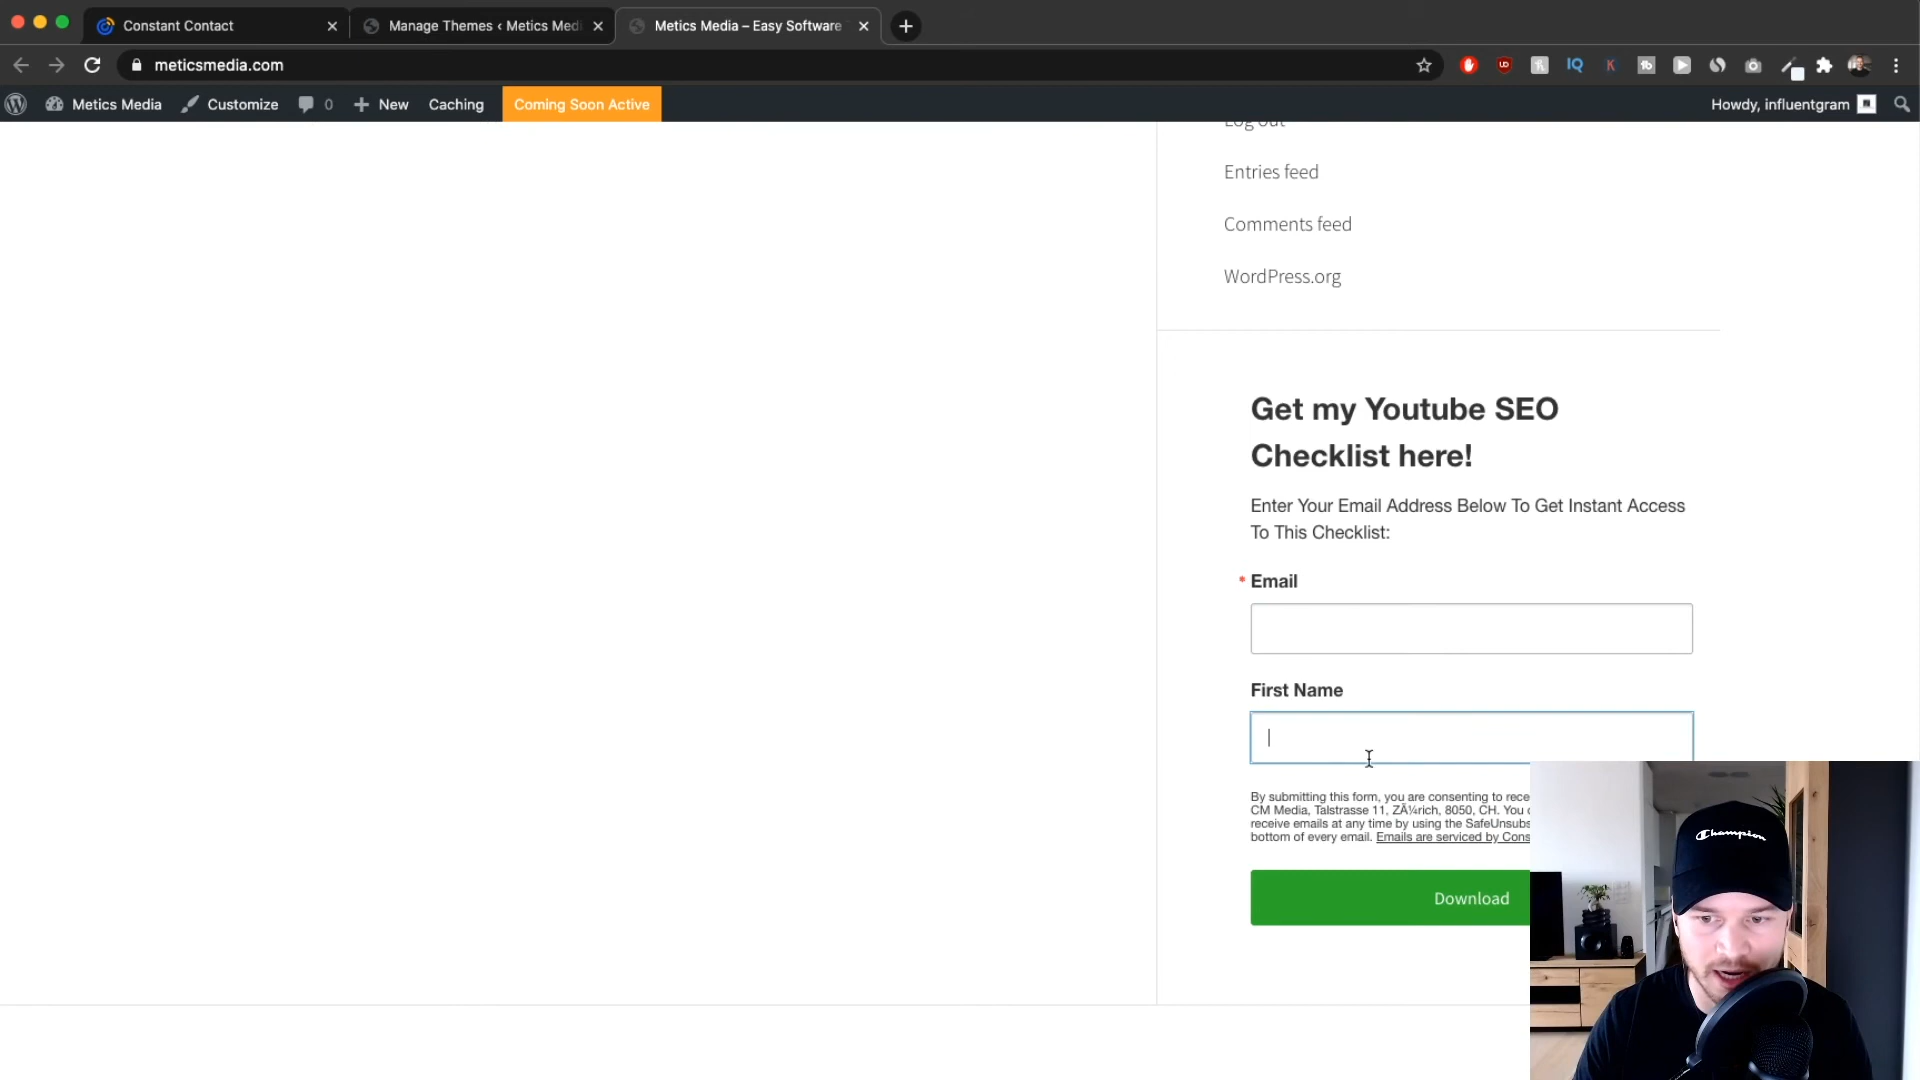 Constant Contact
Manage Themes ‹ Metics Medi
Metics Media – Easy Software
meticsmedia.com
Metics Media
Customize
0
New
Caching
Coming Soon Active
Howdy, influentgram
Log out
Entries feed
Comments feed
WordPress.org
Get my Youtube SEO
Checklist here!
Enter Your Email Address Below To Get Instant Access
To This Checklist:
* Email
First Name
By submitting this form, you are consenting to rece
CM Media, Talstrasse 11, ZÃ¼rich, 8050, CH. You c
receive emails at any time by using the SafeUnsubs
bottom of every email. Emails are serviced by Cons
Download
Champion